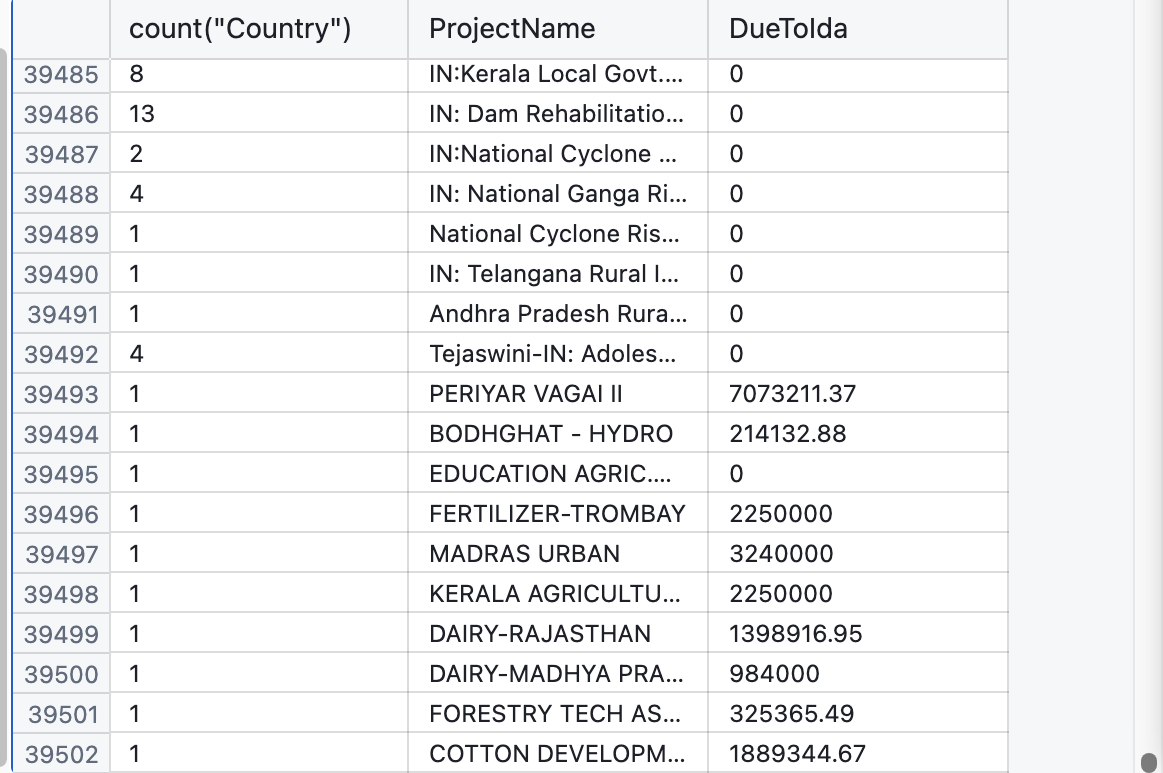 count("Country") ProjectName DueToIda
39485 8 IN:Kerala Local Govt.... 0
39486 13 IN: Dam Rehabilitatio... 0
39487 2 IN:National Cyclone ... 0
39488 4 IN: National Ganga Ri... 0
39489 1 National Cyclone Ris... 0
39490 1 IN: Telangana Rural I... 0
39491 1 Andhra Pradesh Rura... 0
39492 4 Tejaswini-IN: Adoles... 0
39493 1 PERIYAR VAGAI II 7073211.37
39494 1 BODHGHAT - HYDRO 214132.88
39495 1 EDUCATION AGRIC.... 0
39496 1 FERTILIZER-TROMBAY 2250000
39497 1 MADRAS URBAN 3240000
39498 1 KERALA AGRICULTU... 2250000
39499 1 DAIRY-RAJASTHAN 1398916.95
39500 1 DAIRY-MADHYA PRA... 984000
39501 1 FORESTRY TECH AS... 325365.49
39502 1 COTTON DEVELOPM... 1889344.67